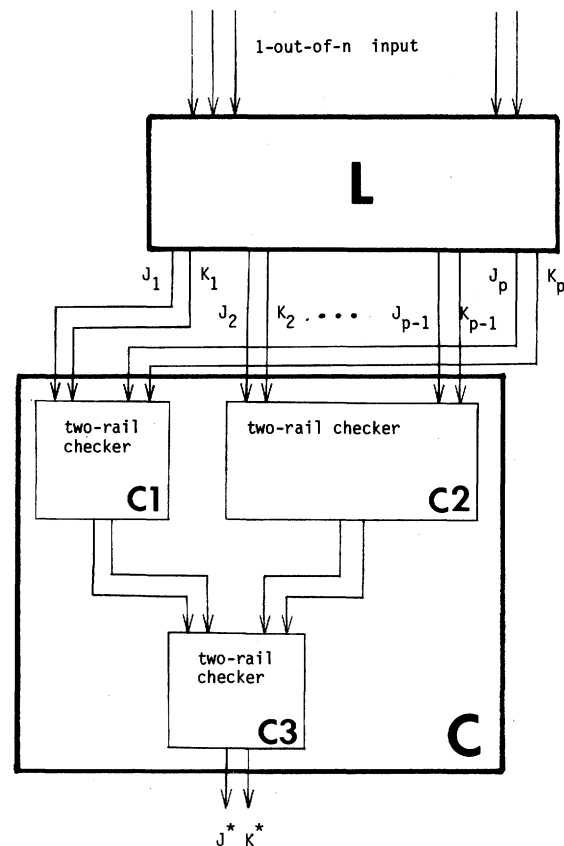 1-out-of-n input
L
J1 K1 J2 K2 ... Jp-1 Kp-1 Jp Kp
two-rail checker
C1
two-rail checker
C2
two-rail checker
C3
C
J* K*